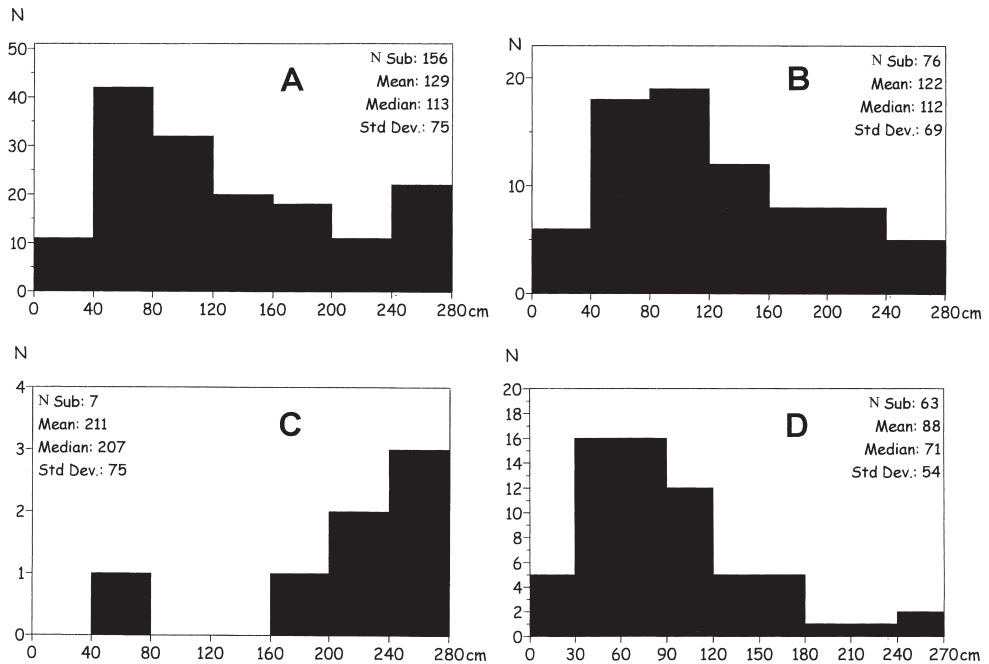 N
50
40
30
20
10
0
0 40 80 120 160 200 240 280cm
A
N Sub: 156
Mean: 129
Median: 113
Std Dev.: 75
N
20
10
0
0 40 80 120 160 200 240 280cm
B
N Sub: 76
Mean: 122
Median: 112
Std Dev.: 69
N
4
3
2
1
0
0 40 80 120 160 200 240 280cm
N Sub: 7
Mean: 211
Median: 207
Std Dev.: 75
C
N
20
18
16
14
12
10
8
6
4
2
0
0 30 60 90 120 150 180 210 240 270cm
D
N Sub: 63
Mean: 88
Median: 71
Std Dev.: 54